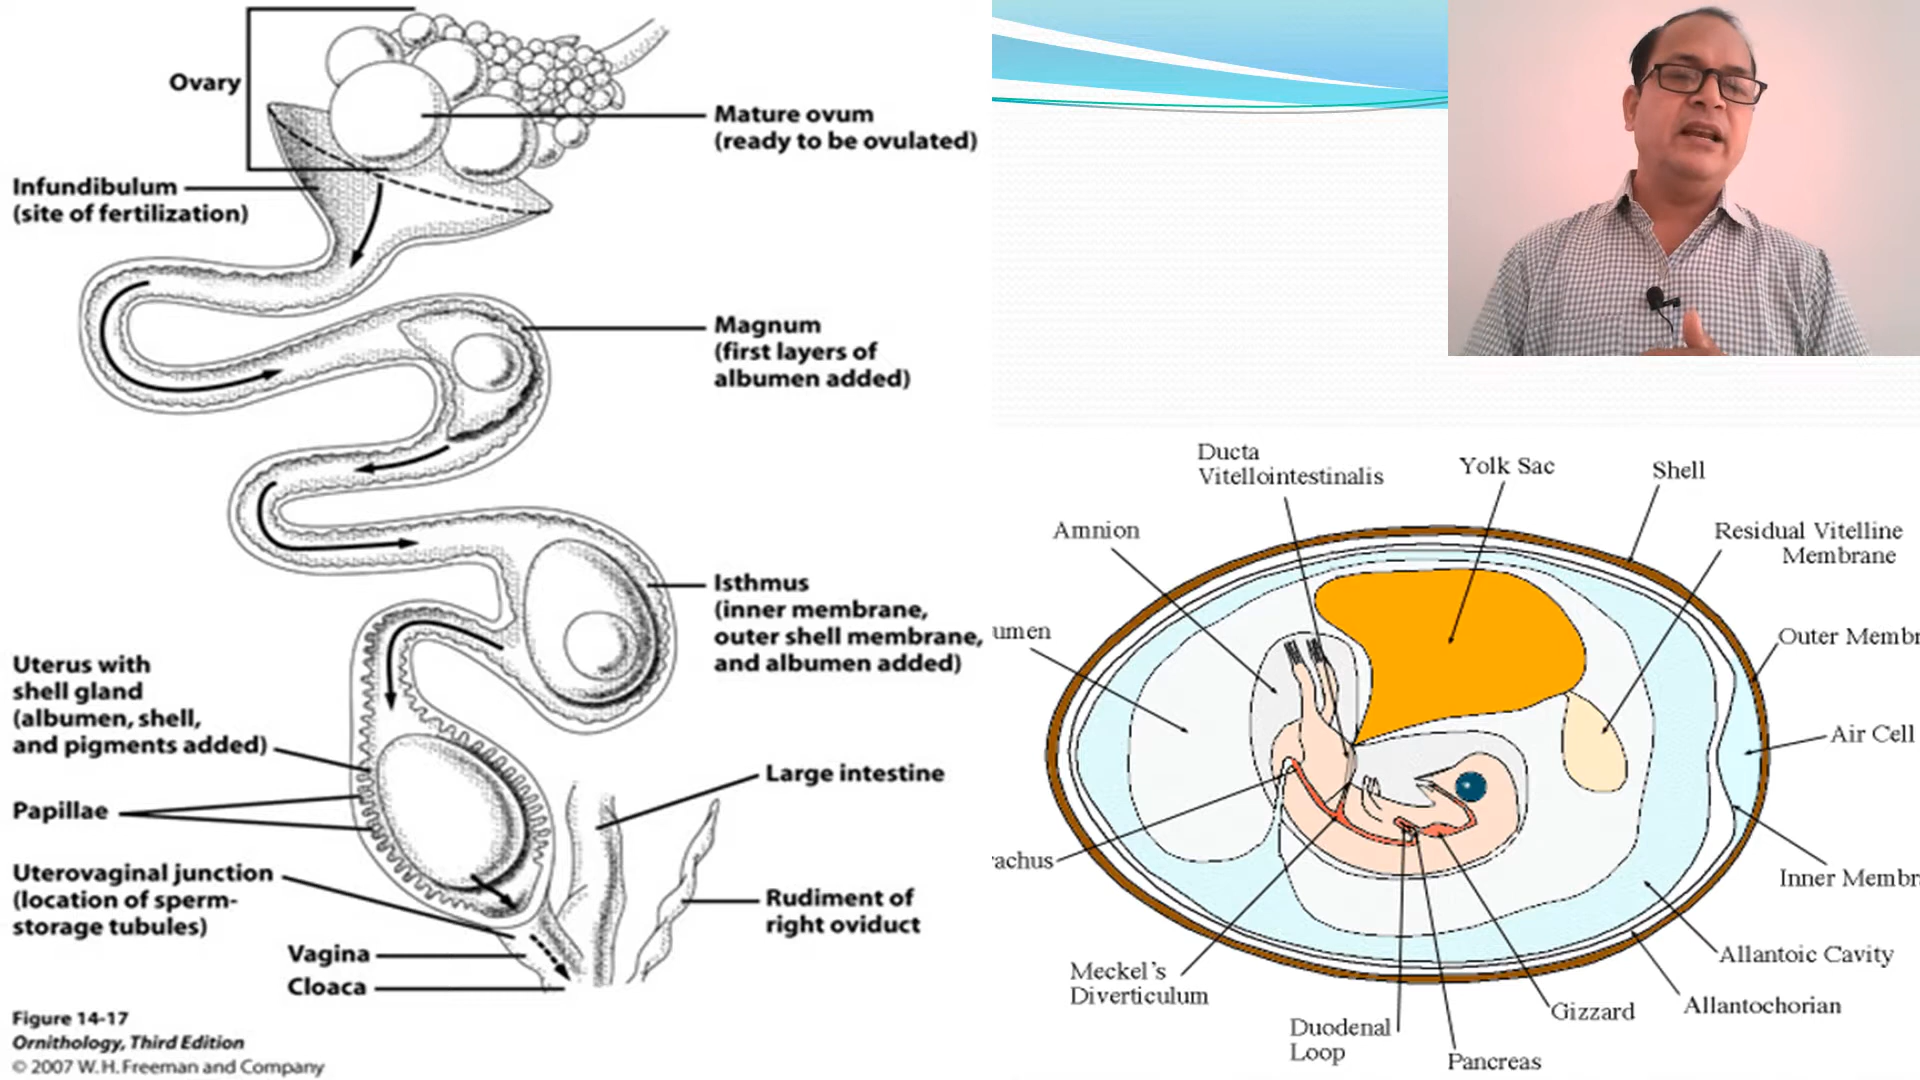 Ovary
Mature ovum
(ready to be ovulated)
Infundibulum
(site of fertilization)
Magnum
(first layers of
albumen added)
Isthmus
(inner membrane,
outer shell membrane,
and albumen added)
Uterus with
shell gland
(albumen, shell,
and pigments added)
Papillae
Large intestine
Uterovaginal junction
(location of sperm-
storage tubules)
Rudiment of
right oviduct
Vagina
Cloaca
Figure 14-17
Ornithology, Third Edition
© 2007 W. H. Freeman and Company
Ducta
Vitellointestinalis
Yolk Sac
Shell
Amnion
Residual Vitelline
Membrane
umen
Outer Membr
Air Cell
rachus
Inner Membr
Meckel's
Diverticulum
Allantoic Cavity
Allantochorian
Gizzard
Duodenal
Loop
Pancreas